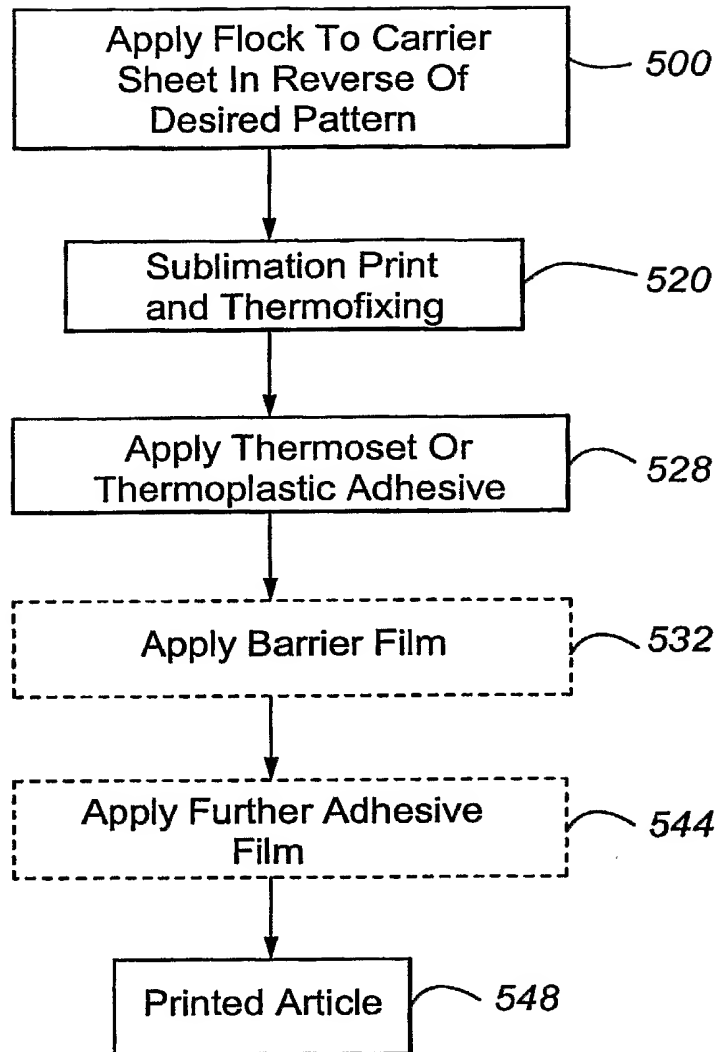 Apply Flock To Carrier
Sheet In Reverse Of
Desired Pattern
500
Sublimation Print
and Thermofixing
520
Apply Thermoset Or
Thermoplastic Adhesive
528
Apply Barrier Film
532
Apply Further Adhesive
Film
544
Printed Article
548